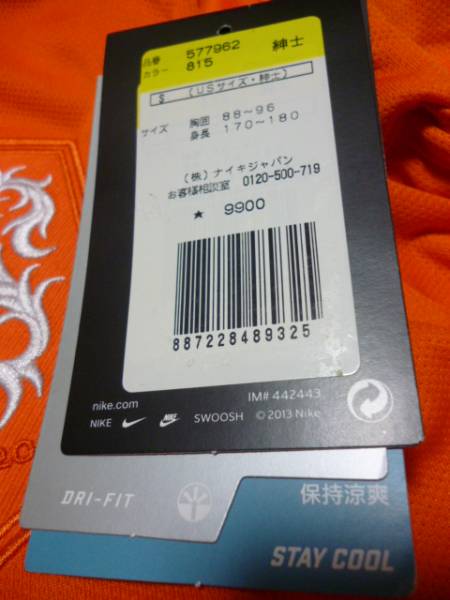 品番 577962 紳士
カラー 815
S (USサイズ・紳士)
サイズ 胸囲 88~96
身長 170~180
(株)ナイキジャパン
お客様相談室 0120-500-719
★ 9900
887228489325
nike.com IM# 442443
NIKE SWOOSH ©2013 Nike
DRI-FIT 保持涼爽
STAY COOL